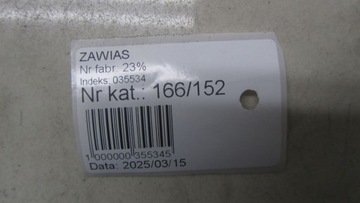 ZAWIAS
Nr fabr. 23%
Indeks: 035534
Nr kat.: 166/152
1 000000 355345
Data: 2025/03/15